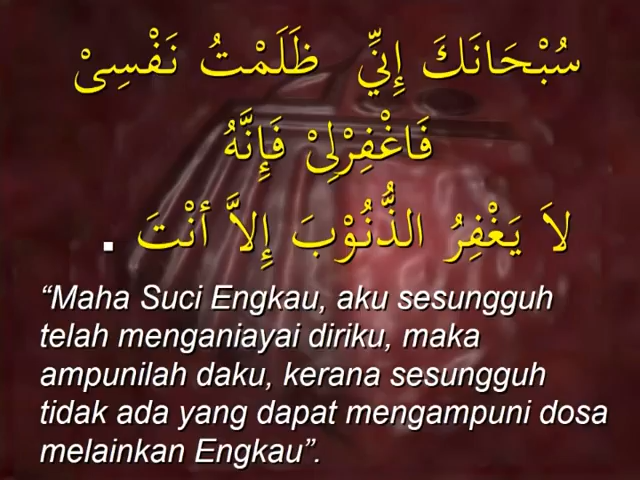 سُبْحَانَكَ إِنِّي ظَلَمْتُ نَفْسِىْ
فَاغْفِرْلِىْ فَإِنَّهُ
لاَ يَغْفِرُ الذُّنُوْبَ إِلاَّ أنْتَ .
“Maha Suci Engkau, aku sesungguh
telah menganiayai diriku, maka
ampunilah daku, kerana sesungguh
tidak ada yang dapat mengampuni dosa
melainkan Engkau”.